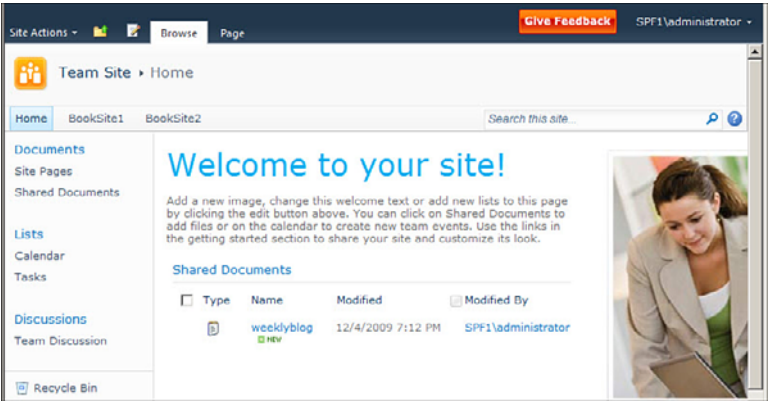 Give Feedback
SPF1\administrator
Site Actions
Browse
Page
Team Site
Home
Home
BookSite1
BookSite2
Search this site...
Documents
Site Pages
Shared Documents
Lists
Calendar
Tasks
Discussions
Team Discussion
Recycle Bin
Welcome to your site!
Add a new image, change this welcome text or add new lists to this page
by clicking the edit button above. You can click on Shared Documents to
add files or on the calendar to create new team events. Use the links in
the getting started section to share your site and customize its look.
Shared Documents
Type Name Modified Modified By
weeklyblog 12/4/2009 7:12 PM SPF1\administrator
NEW